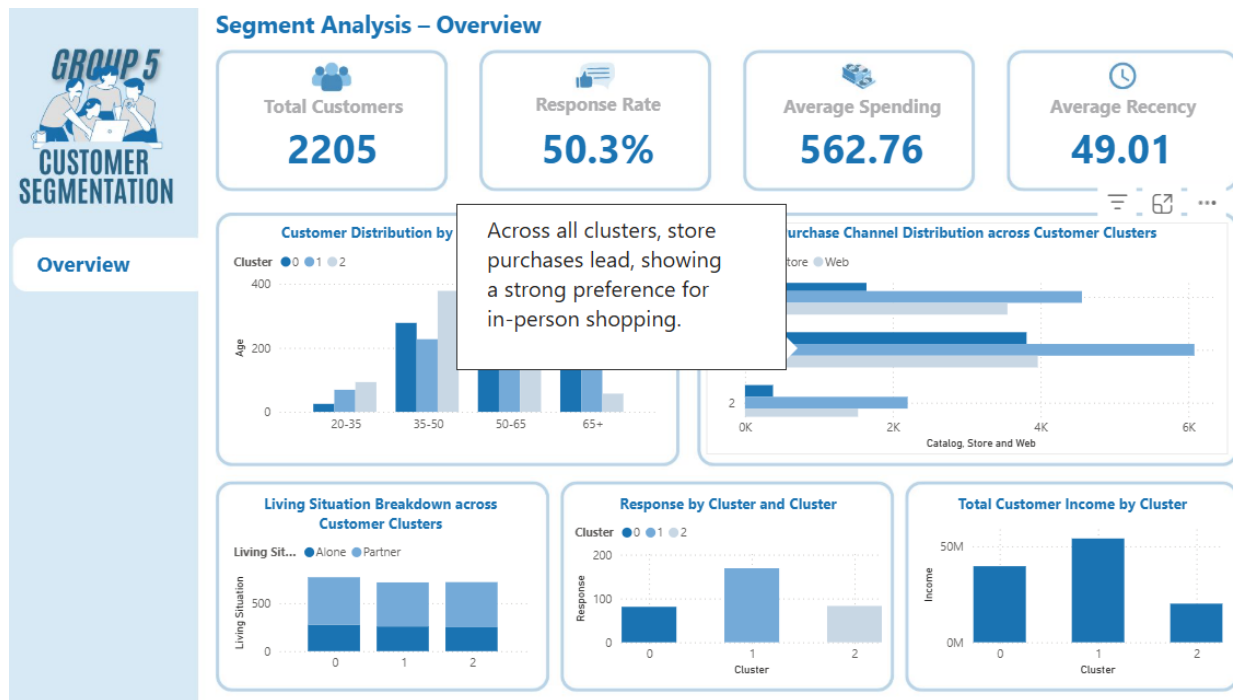 Segment Analysis – Overview
GROUP 5
CUSTOMER
SEGMENTATION
Overview
Total Customers
2205
Response Rate
50.3%
Average Spending
562.76
Average Recency
49.01
Customer Distribution by
Cluster 0 1 2
400
200
0
Age
20-35
35-50
50-65
65+
Across all clusters, store
purchases lead, showing
a strong preference for
in-person shopping.
Purchase Channel Distribution across Customer Clusters
Web
2
0K
2K
4K
6K
Catalog, Store and Web
Living Situation Breakdown across
Customer Clusters
Living Sit... Alone Partner
Living Situation
500
0
0
1
2
Response by Cluster and Cluster
Cluster 0 1 2
200
100
0
Response
0
1
2
Cluster
Total Customer Income by Cluster
50M
0M
Income
0
1
2
Cluster